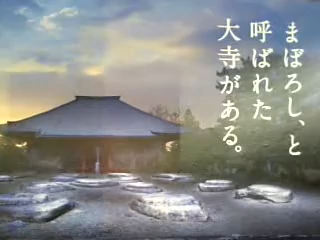 まぼろし、と
呼ばれた
大寺がある。